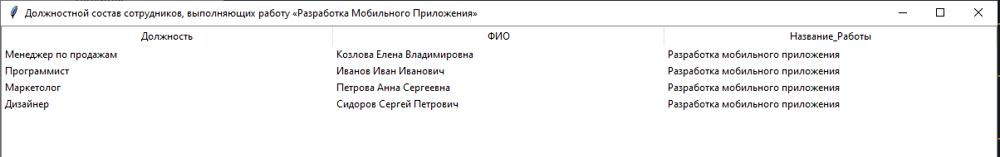 Должностной состав сотрудников, выполняющих работу «Разработка Мобильного Приложения»
Должность ФИО Название_Работы
Менеджер по продажам Козлова Елена Владимировна Разработка мобильного приложения
Программист Иванов Иван Иванович Разработка мобильного приложения
Маркетолог Петрова Анна Сергеевна Разработка мобильного приложения
Дизайнер Сидоров Сергей Петрович Разработка мобильного приложения